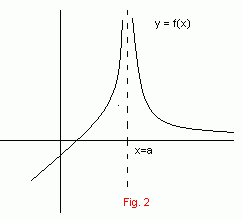 y = f(x)
x=a
Fig. 2